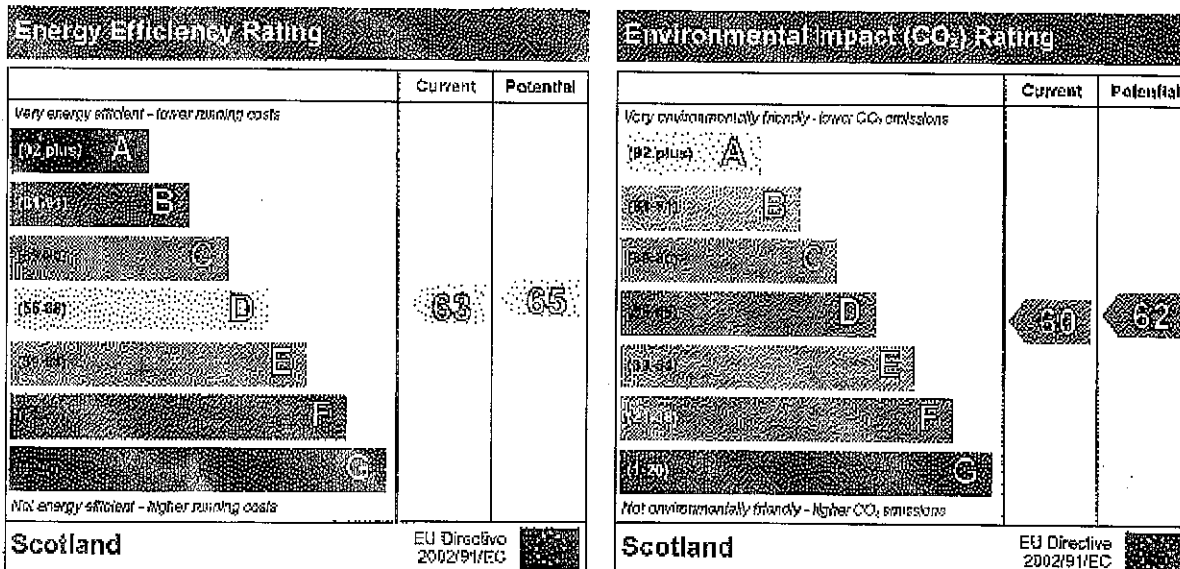 Energy Efficiency Rating
Current Potential
Very energy efficient - lower running costs
(92 plus) A
B
C
(55-68) D
63 65
E
F
G
Not energy efficient - higher running costs
Scotland
EU Directive
2002/91/EC
Environmental Impact (CO₂) Rating
Current Potential
Very environmentally friendly - lower CO₂ emissions
(92 plus) A
B
C
D
60 62
E
F
(1-20) G
Not environmentally friendly - higher CO₂ emissions
Scotland
EU Directive
2002/91/EC